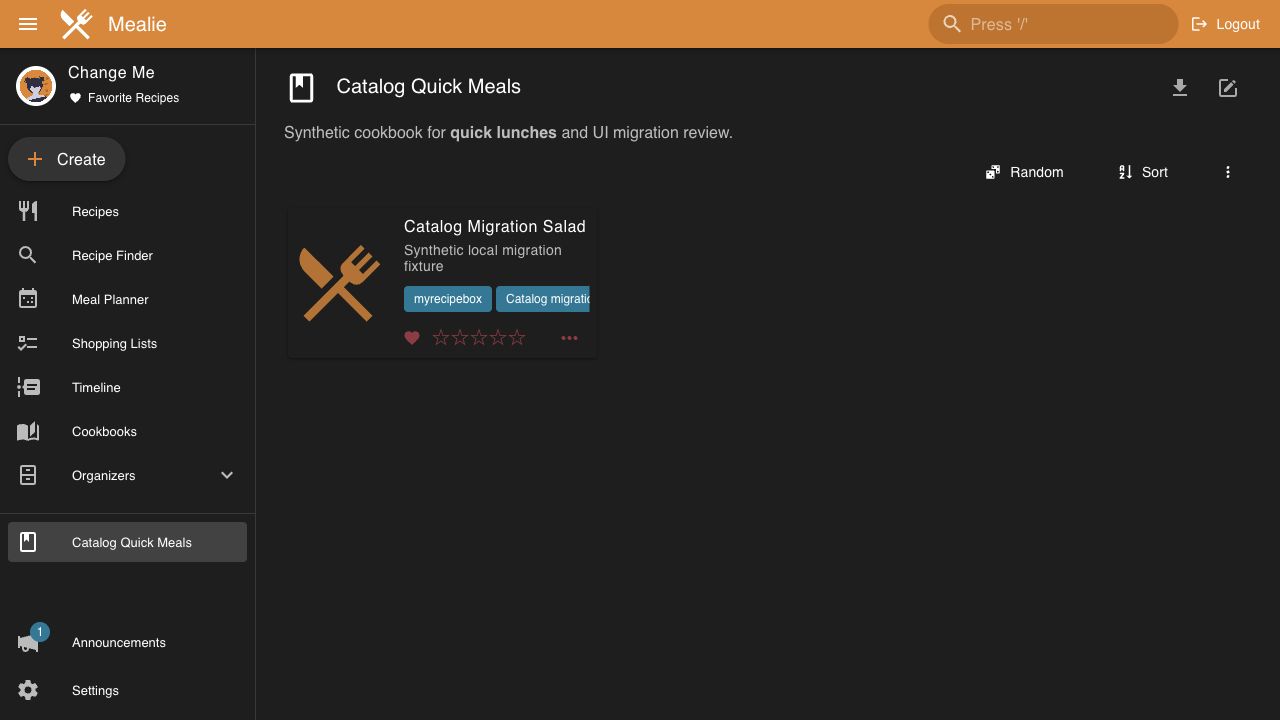 Mealie
Press '/'
Logout
Change Me
Favorite Recipes
Create
Recipes
Recipe Finder
Meal Planner
Shopping Lists
Timeline
Cookbooks
Organizers
Catalog Quick Meals
1
Announcements
Settings
Catalog Quick Meals
Synthetic cookbook for quick lunches and UI migration review.
Random
Sort
Catalog Migration Salad
Synthetic local migration
fixture
myrecipebox
Catalog migratio